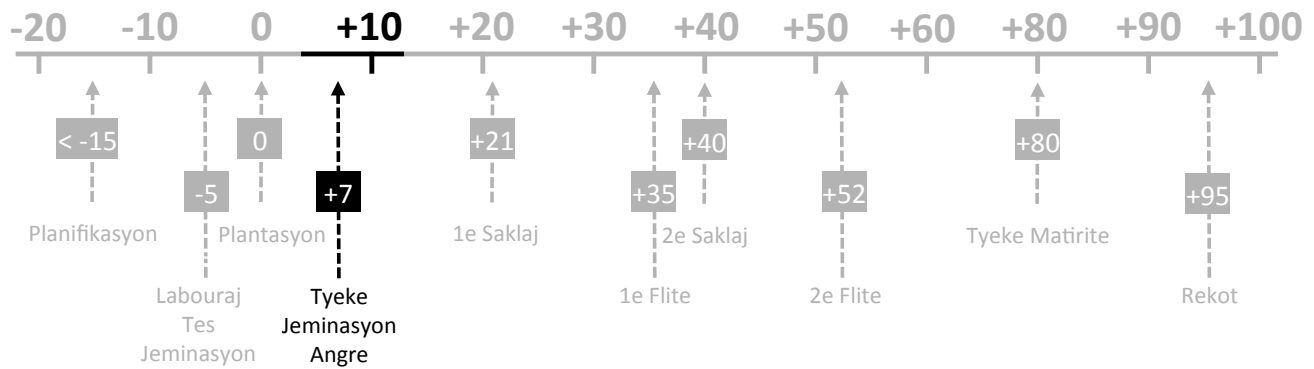 -20 -10 0 +10 +20 +30 +40 +50 +60 +70 +80 +90 +100
< -15 0 +21 +40 +80
-5 +7 +35 +52 +95
Planifikasyon Plantasyon 1e Saklaj 2e Saklaj Tyeke Matirite
Labouraj Tyeke 1e Flite 2e Flite Rekot
Tes Jeminasyon
Jeminasyon Angre